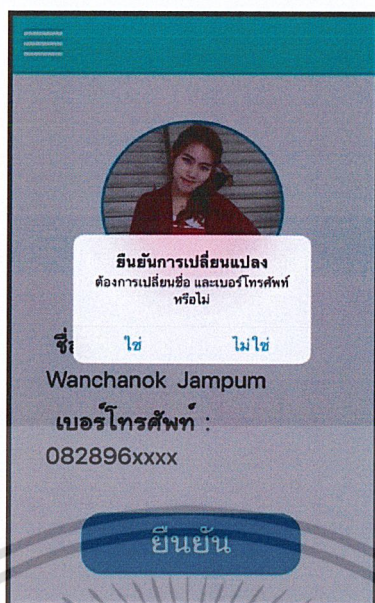 ยืนยันการเปลี่ยนแปลง
ต้องการเปลี่ยนชื่อ และเบอร์โทรศัพท์
หรือไม่
ใช่ ไม่ใช่
Wanchanok Jampum
เบอร์โทรศัพท์ :
082896xxxx
ยืนยัน